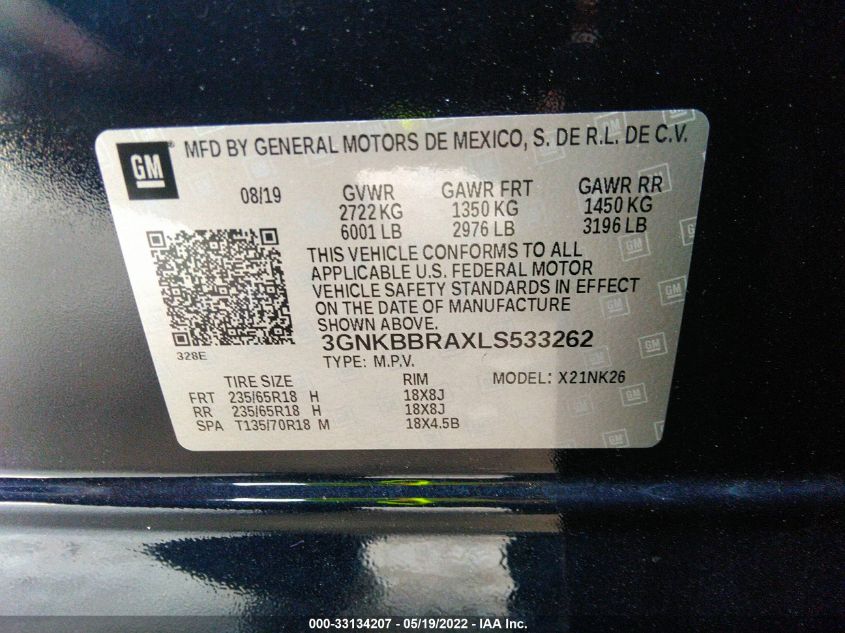 GM
MFD BY GENERAL MOTORS DE MEXICO, S. DE R.L. DE C.V.
08/19 GVWR GAWR FRT GAWR RR
2722 KG 1350 KG 1450 KG
6001 LB 2976 LB 3196 LB
THIS VEHICLE CONFORMS TO ALL
APPLICABLE U.S. FEDERAL MOTOR
VEHICLE SAFETY STANDARDS IN EFFECT
ON THE DATE OF MANUFACTURE
SHOWN ABOVE.
328E
3GNKBBRAXLS533262
TYPE: M.P.V.
TIRE SIZE RIM MODEL: X21NK26
FRT 235/65R18 H 18X8J
RR 235/65R18 H 18X8J
SPA T135/70R18 M 18X4.5B
000-33134207 - 05/19/2022 - IAA Inc.